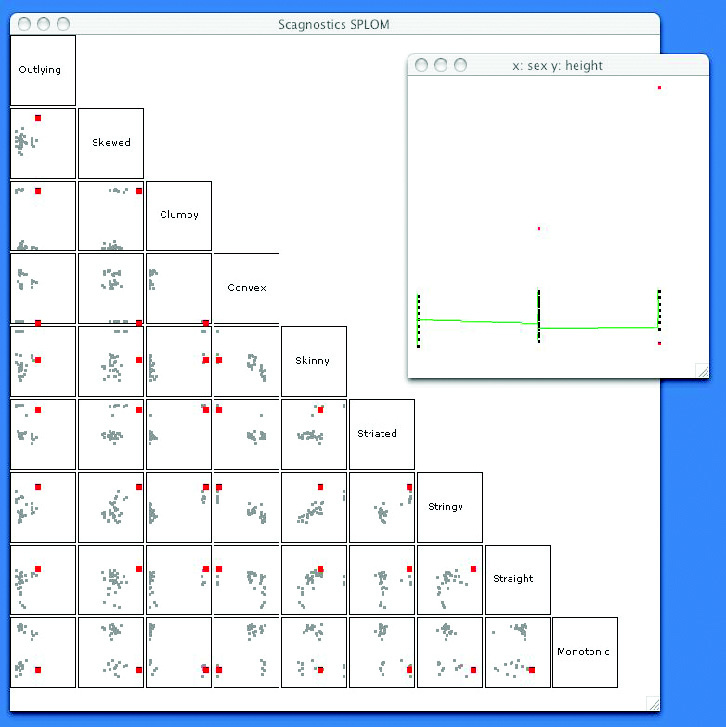 Scagnostics SPLOM
x: sex y: height
Outlying
Skewed
Clumpy
Convex
Skinny
Striated
Stringy
Straight
Monotonic